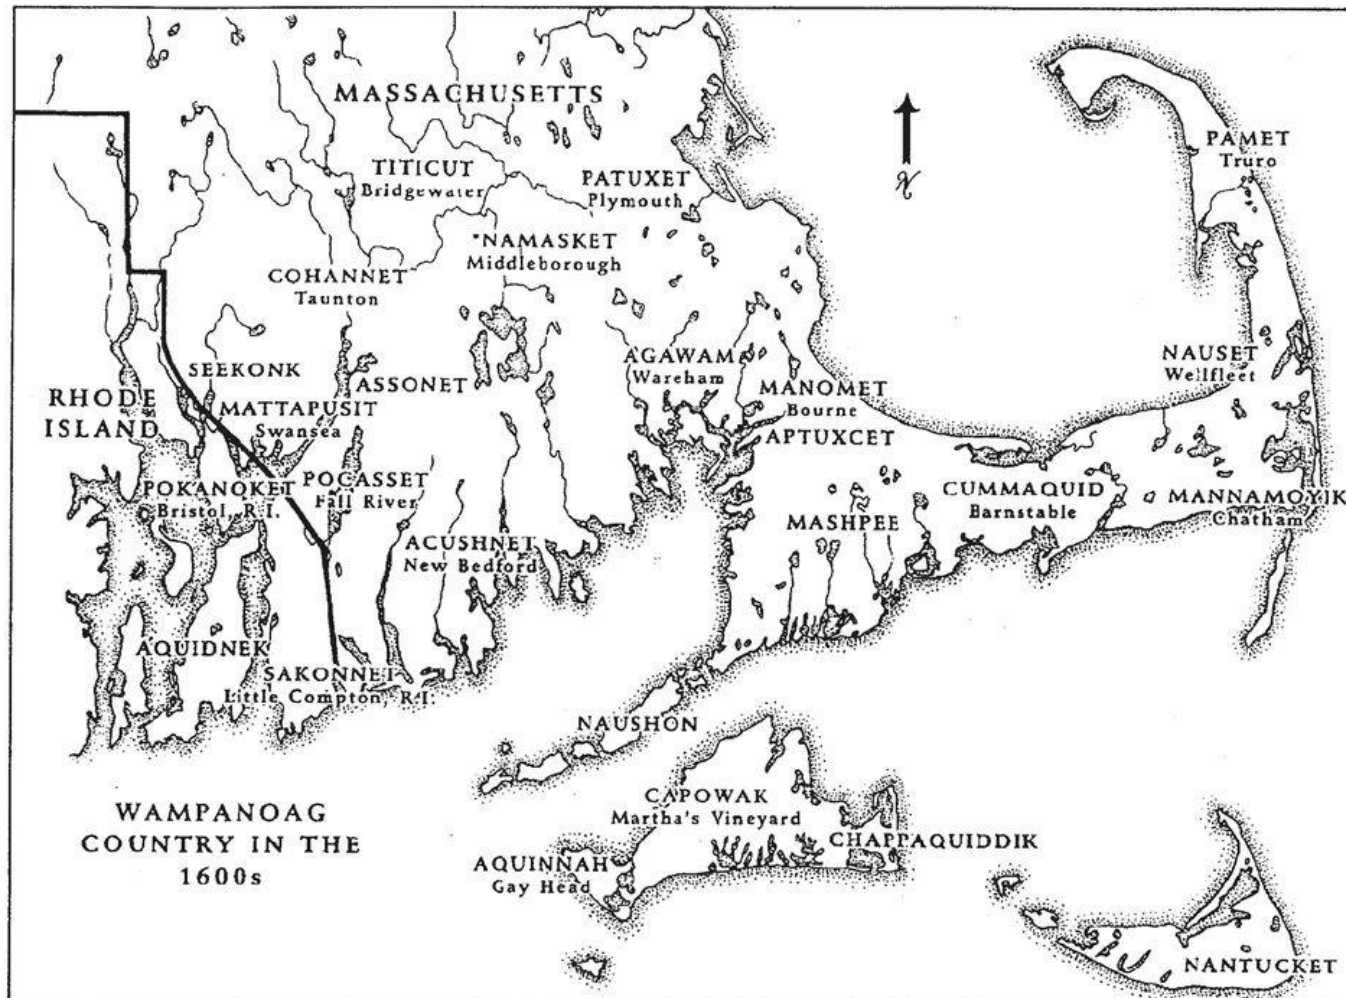 MASSACHUSETTS
TITICUT
Bridgewater
PATUXET
Plymouth
PAMET
Truro
NAMASKET
Middleborough
COHANNET
Taunton
SEEKONK
ASSONET
AGAWAM
Wareham
NAUSET
Wellfleet
RHODE
ISLAND
MATTAPUSIT
Swansea
MANOMET
Bourne
APTUXCET
POKANOKET
Bristol, R.I.
POCASSET
Fall River
CUMMAQUID
Barnstable
MANNAMOYIK
Chatham
MASHPEE
ACUSHNET
New Bedford
AQUIDNEK
SAKONNET
Little Compton, R.I.
NAUSHON
CAPOWAK
Martha's Vineyard
CHAPPAQUIDDIK
AQUINNAH
Gay Head
NANTUCKET
WAMPANOAG
COUNTRY IN THE
1600s
N